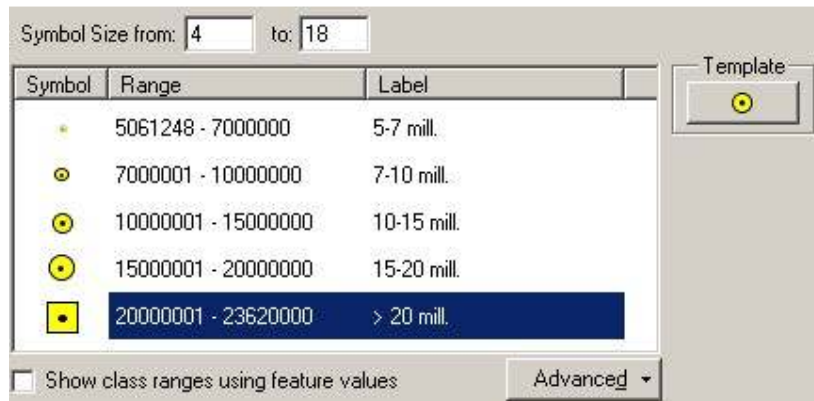 Symbol Size from: 4 to: 18
Template
Symbol Range Label
5061248 - 7000000 5-7 mill.
7000001 - 10000000 7-10 mill.
10000001 - 15000000 10-15 mill.
15000001 - 20000000 15-20 mill.
20000001 - 23620000 > 20 mill.
Show class ranges using feature values Advanced